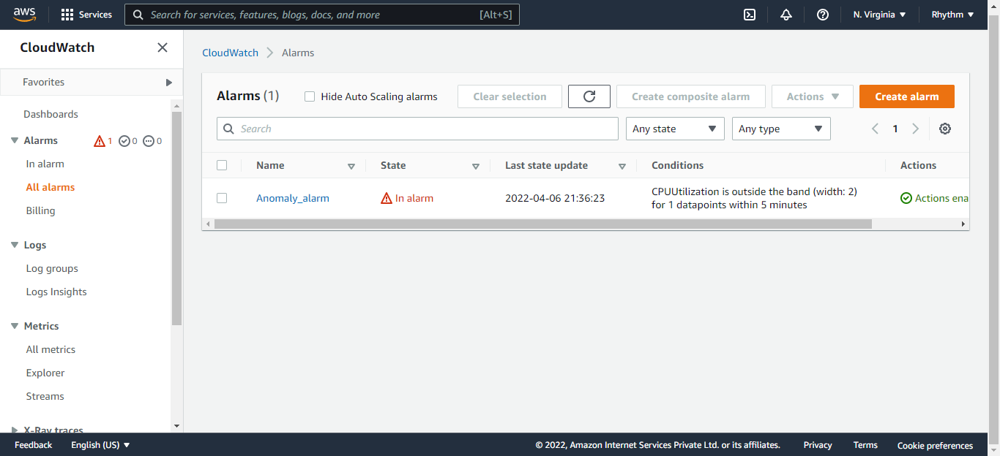 aws
Services
Search for services, features, blogs, docs, and more
[Alt+S]
N. Virginia
Rhythm
CloudWatch
Favorites
Dashboards
Alarms
1
0
0
In alarm
All alarms
Billing
Logs
Log groups
Logs Insights
Metrics
All metrics
Explorer
Streams
X-Ray traces
CloudWatch
Alarms
Alarms (1)
Hide Auto Scaling alarms
Clear selection
Create composite alarm
Actions
Create alarm
Search
Any state
Any type
1
Name
State
Last state update
Conditions
Actions
Anomaly_alarm
In alarm
2022-04-06 21:36:23
CPUUtilization is outside the band (width: 2)
for 1 datapoints within 5 minutes
Actions ena
Feedback
English (US)
© 2022, Amazon Internet Services Private Ltd. or its affiliates.
Privacy
Terms
Cookie preferences